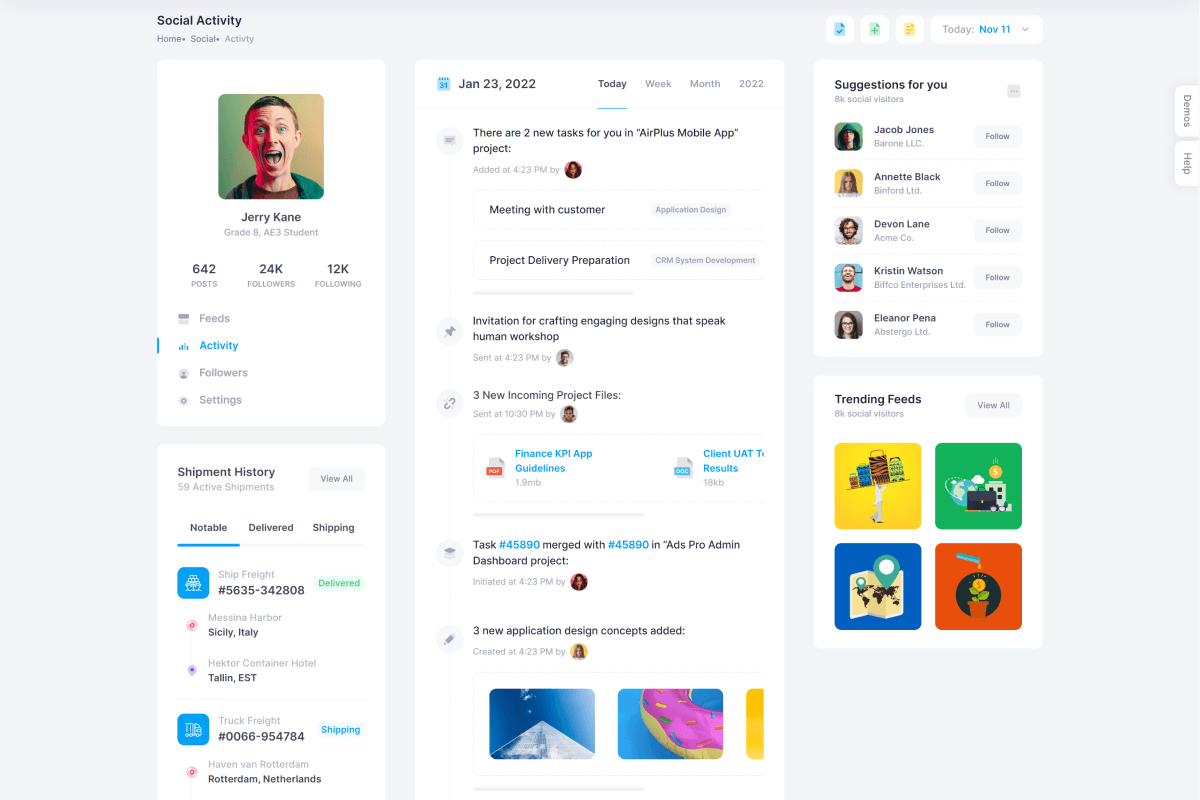 Social Activity
Home• Social• Activty
Today: Nov 11
Jerry Kane
Grade 8, AE3 Student
642 24K 12K
POSTS FOLLOWERS FOLLOWING
Feeds
Activity
Followers
Settings
Shipment History
59 Active Shipments
View All
Notable Delivered Shipping
Ship Freight
#5635-342808
Delivered
Messina Harbor
Sicily, Italy
Hektor Container Hotel
Tallin, EST
Truck Freight
#0066-954784
Shipping
Haven van Rotterdam
Rotterdam, Netherlands
31
Jan 23, 2022
Today Week Month 2022
There are 2 new tasks for you in “AirPlus Mobile App”
project:
Added at 4:23 PM by
Meeting with customer
Application Design
Project Delivery Preparation
CRM System Development
Invitation for crafting engaging designs that speak
human workshop
Sent at 4:23 PM by
3 New Incoming Project Files:
Sent at 10:30 PM by
PDF
Finance KPI App
Guidelines
1.9mb
DOC
Client UAT Te
Results
18kb
Task #45890 merged with #45890 in “Ads Pro Admin
Dashboard project:
Initiated at 4:23 PM by
3 new application design concepts added:
Created at 4:23 PM by
Suggestions for you
8k social visitors
Jacob Jones
Barone LLC.
Follow
Annette Black
Binford Ltd.
Follow
Devon Lane
Acme Co.
Follow
Kristin Watson
Biffco Enterprises Ltd.
Follow
Eleanor Pena
Abstergo Ltd.
Follow
Trending Feeds
8k social visitors
View All
$
$
Demos
Help